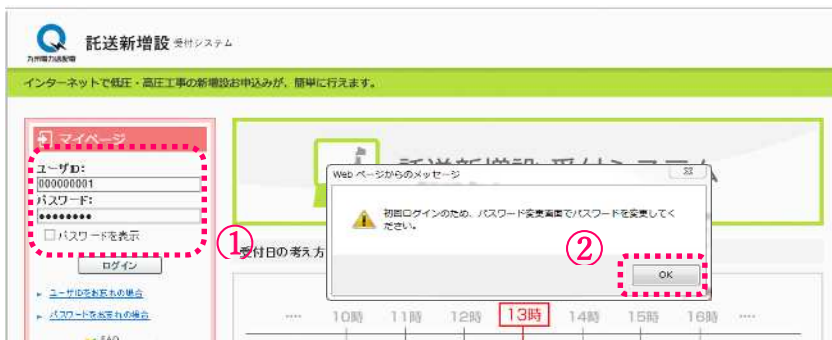 九州電力送配電
託送新増設 受付システム
インターネットで低圧・高圧工事の新増設お申込みが、簡単に行えます。
マイページ
ユーザID:
000000001
パスワード:
●●●●●●●●
パスワードを表示
ログイン
ユーザIDをお忘れの場合
パスワードをお忘れの場合
①
託送新増設 受付システム
Web ページからのメッセージ
初回ログインのため、パスワード変更画面でパスワードを変更してく
ださい。
②
OK
受付日の考え方
.... 10時 11時 12時 13時 14時 15時 16時 ....